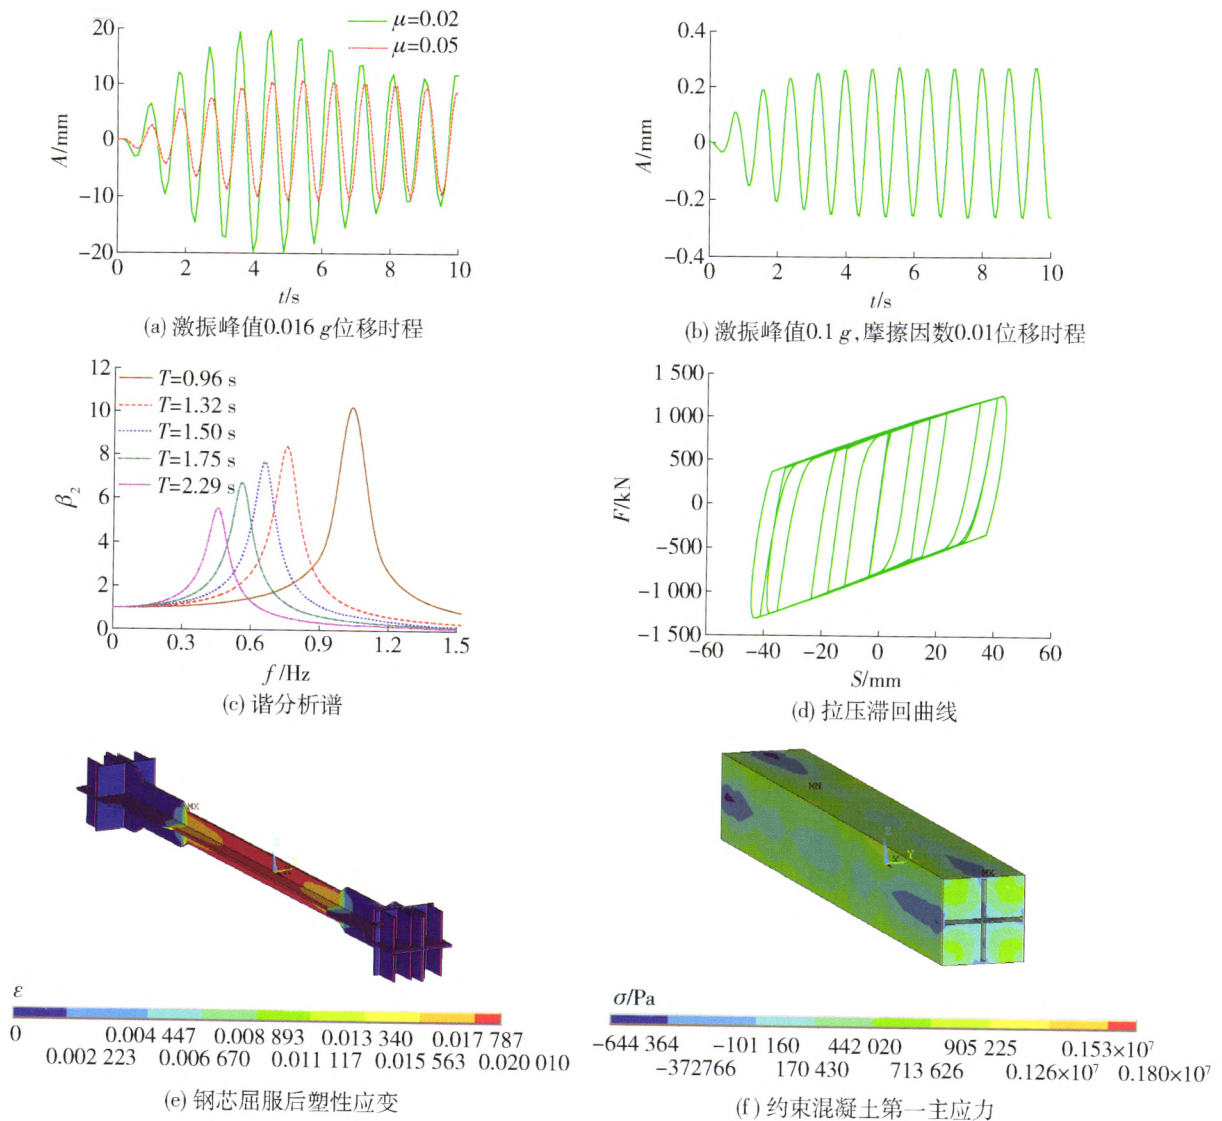 μ=0.02
μ=0.05
A/mm
20
10
0
−10
−20
0 2 4 6 8 10
t/s
(a) 激振峰值0.016 g位移时程
A/mm
0.4
0.2
0
−0.2
−0.4
0 2 4 6 8 10
t/s
(b) 激振峰值0.1 g,摩擦因数0.01位移时程
T=0.96 s
T=1.32 s
T=1.50 s
T=1.75 s
T=2.29 s
β₂
12
10
8
6
4
2
0
0 0.3 0.6 0.9 1.2 1.5
f/Hz
(c) 谐分析谱
F/kN
1 500
1 000
500
0
−500
−1 000
−1 500
−60 −40 −20 0 20 40 60
S/mm
(d) 拉压滞回曲线
MX
ε
0 0.004 447 0.008 893 0.013 340 0.017 787
0.002 223 0.006 670 0.011 117 0.015 563 0.020 010
(e) 钢芯屈服后塑性应变
MN
Z
Y
X
MX
σ/Pa
−644 364 −101 160 442 020 905 225 0.153×10⁷
−372766 170 430 713 626 0.126×10⁷ 0.180×10⁷
(f) 约束混凝土第一主应力